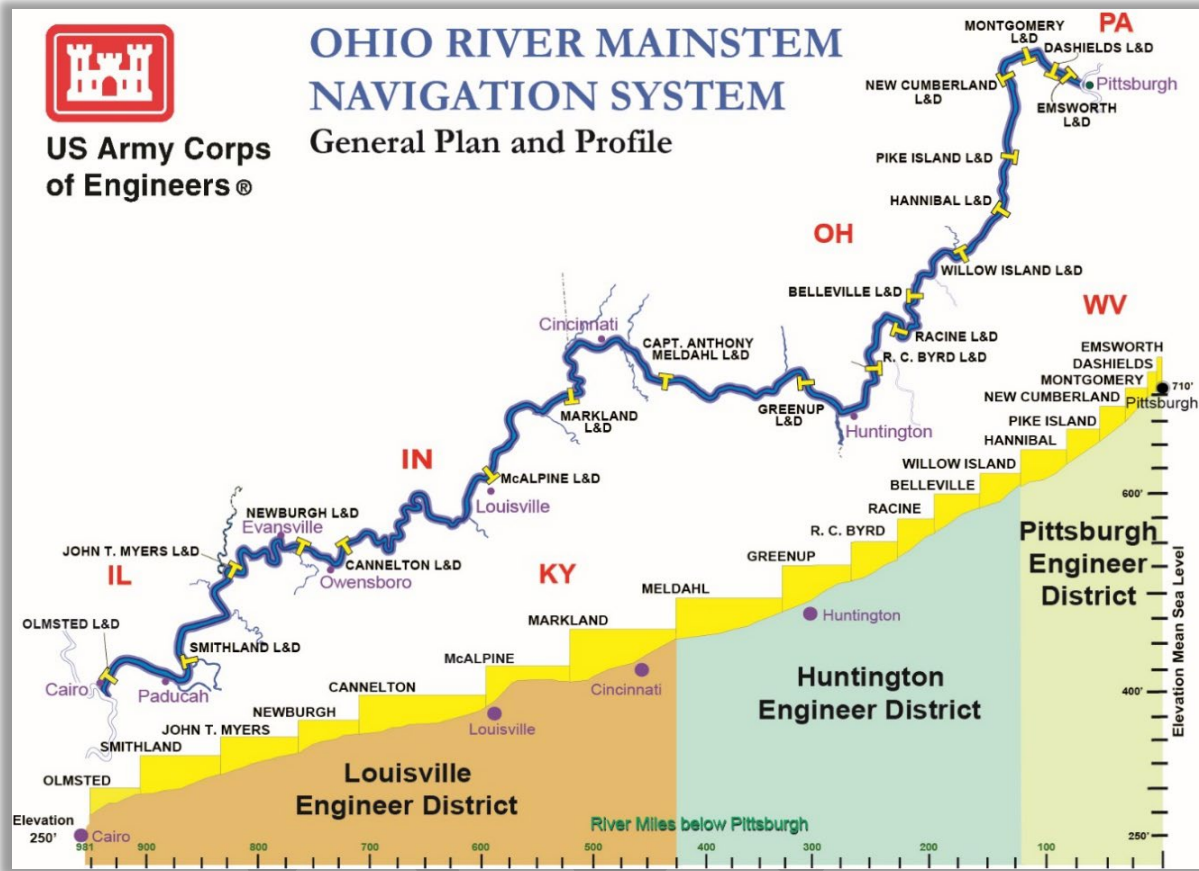 US Army Corps
of Engineers ®
OHIO RIVER MAINSTEM
NAVIGATION SYSTEM
General Plan and Profile
PA
MONTGOMERY
L&D
DASHIELDS L&D
Pittsburgh
NEW CUMBERLAND
L&D
EMSWORTH
L&D
PIKE ISLAND L&D
HANNIBAL L&D
OH
WILLOW ISLAND L&D
BELLEVILLE L&D
WV
RACINE L&D
R. C. BYRD L&D
Cincinnati
CAPT. ANTHONY
MELDAHL L&D
MARKLAND
L&D
GREENUP
L&D
Huntington
IN
McALPINE L&D
Louisville
NEWBURGH L&D
Evansville
JOHN T. MYERS L&D
CANNELTON L&D
Owensboro
IL
KY
OLMSTED L&D
SMITHLAND L&D
Cairo
Paducah
EMSWORTH
DASHIELDS
MONTGOMERY
710'
NEW CUMBERLAND
Pittsburgh
PIKE ISLAND
HANNIBAL
WILLOW ISLAND
BELLEVILLE
RACINE
R. C. BYRD
GREENUP
MELDAHL
MARKLAND
McALPINE
CANNELTON
NEWBURGH
JOHN T. MYERS
SMITHLAND
OLMSTED
600'
400'
250'
Elevation Mean Sea Level
Pittsburgh
Engineer
District
Huntington
Huntington
Engineer District
Cincinnati
Louisville
Louisville
Engineer District
Elevation
250'
Cairo
River Miles below Pittsburgh
981
900
800
700
600
500
400
300
200
100
0